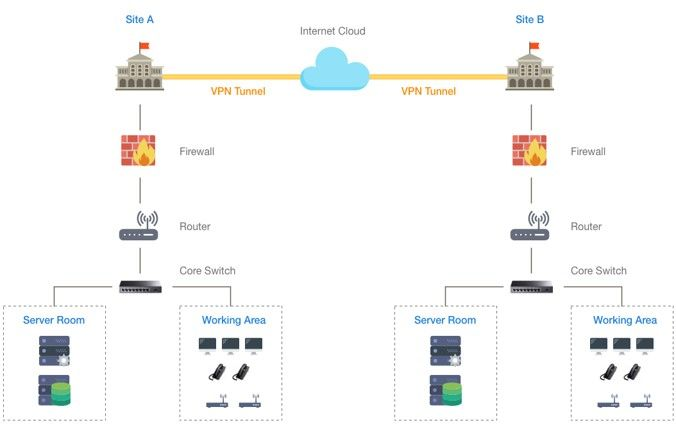 Site A
Internet Cloud
Site B
VPN Tunnel
VPN Tunnel
Firewall
Firewall
Router
Router
Core Switch
Core Switch
Server Room
Working Area
Server Room
Working Area